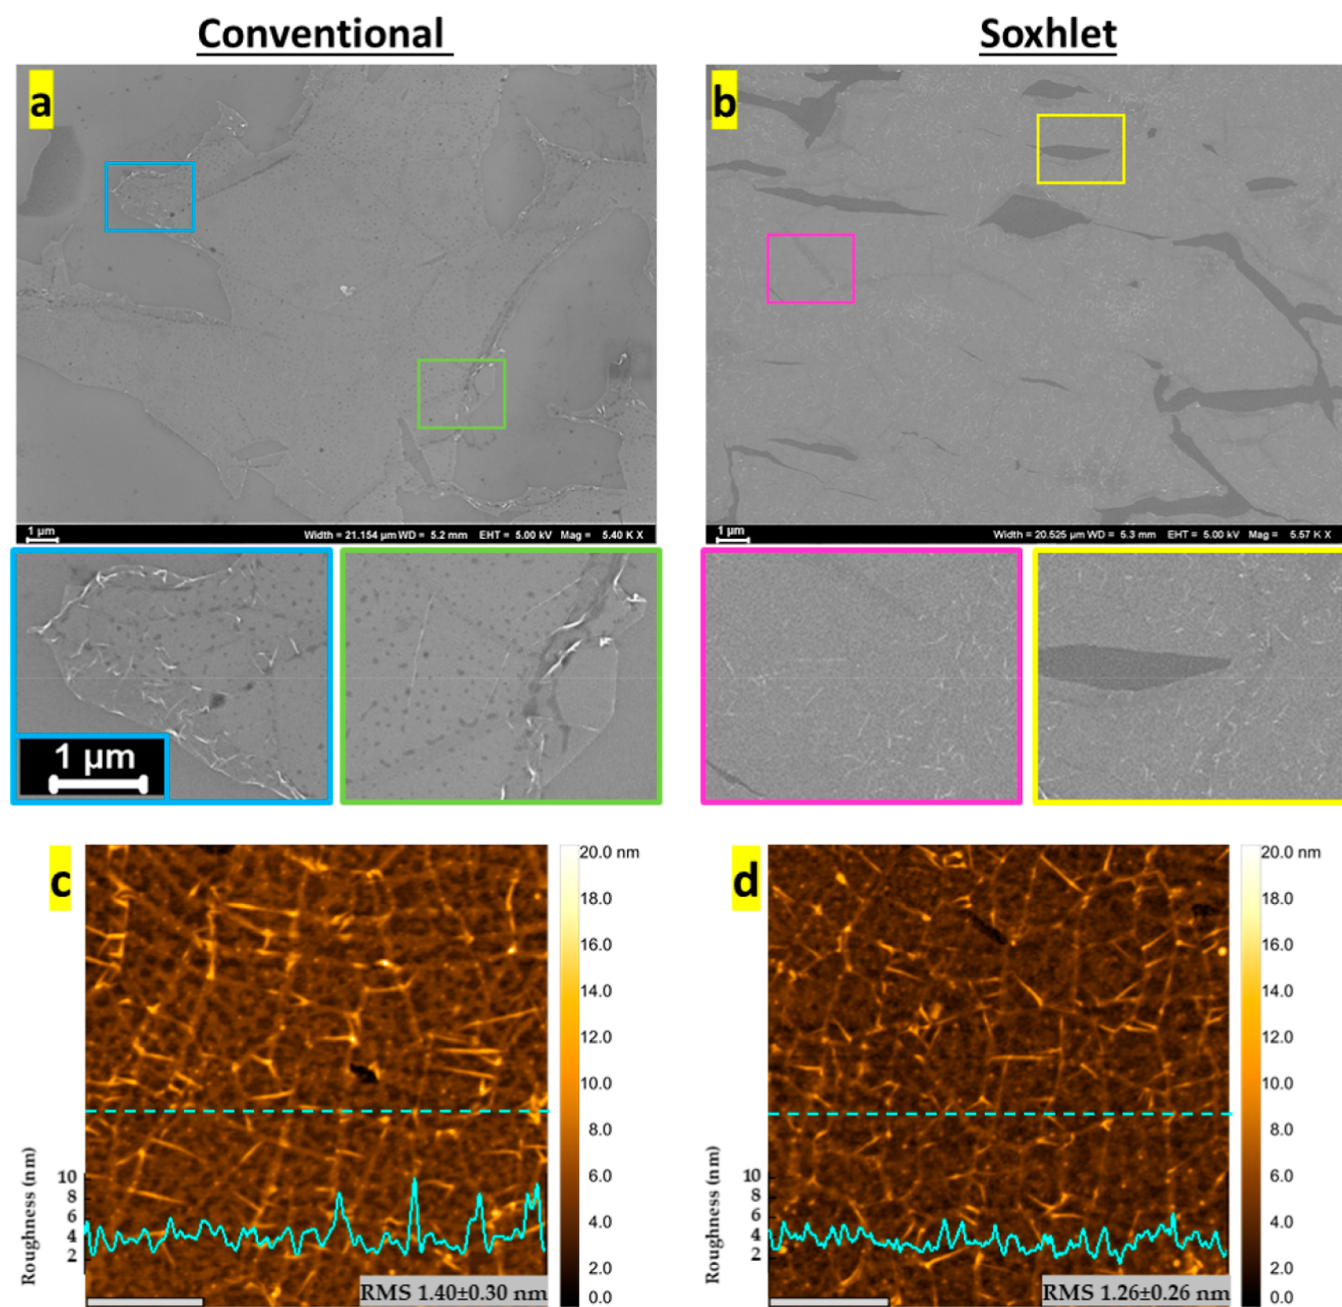 Conventional
Soxhlet
a
b
1 µm
Width = 21.154 µm WD = 5.2 mm EHT = 5.00 kV Mag = 5.40 K X
1 µm
Width = 20.525 µm WD = 5.3 mm EHT = 5.00 kV Mag = 5.57 K X
1 µm
c
20.0 nm
18.0
16.0
14.0
12.0
10.0
8.0
6.0
4.0
2.0
0.0
Roughness (nm)
10
8
6
4
2
RMS 1.40±0.30 nm
d
20.0 nm
18.0
16.0
14.0
12.0
10.0
8.0
6.0
4.0
2.0
0.0
Roughness (nm)
10
8
6
4
2
RMS 1.26±0.26 nm